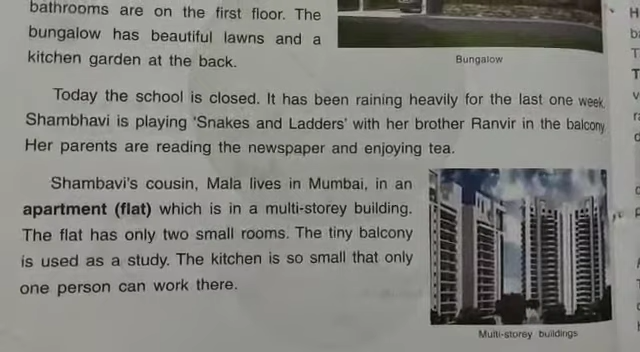 bathrooms are on the first floor. The
bungalow has beautiful lawns and a
kitchen garden at the back.
Bungalow
Today the school is closed. It has been raining heavily for the last one week.
Shambhavi is playing 'Snakes and Ladders' with her brother Ranvir in the balcony.
Her parents are reading the newspaper and enjoying tea.
Shambavi's cousin, Mala lives in Mumbai, in an
apartment (flat) which is in a multi-storey building.
The flat has only two small rooms. The tiny balcony
is used as a study. The kitchen is so small that only
one person can work there.
Multi-storey buildings